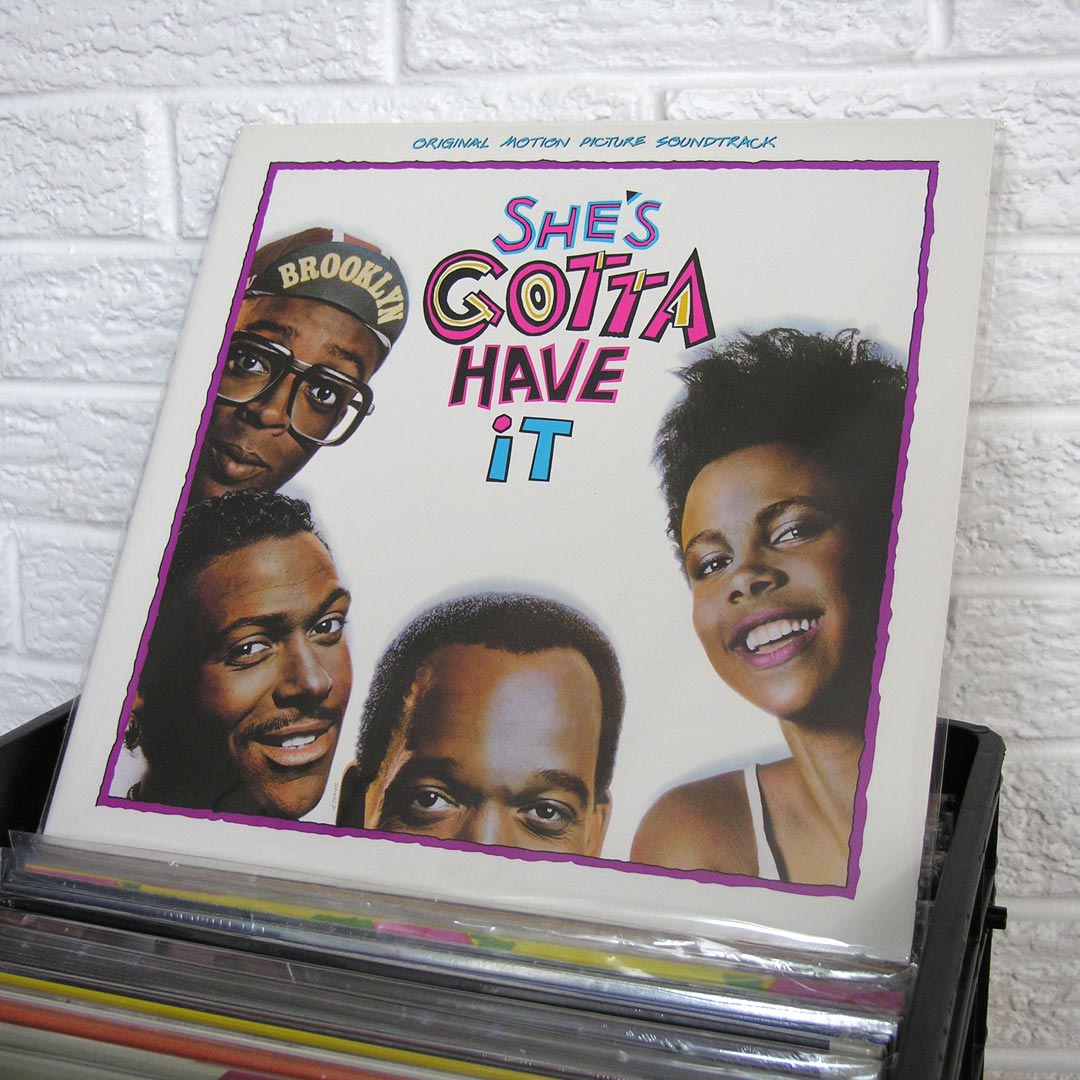 ORIGINAL MOTION PICTURE SOUNDTRACK
SHE'S
GOTTA
HAVE
iT
BROOKLYN